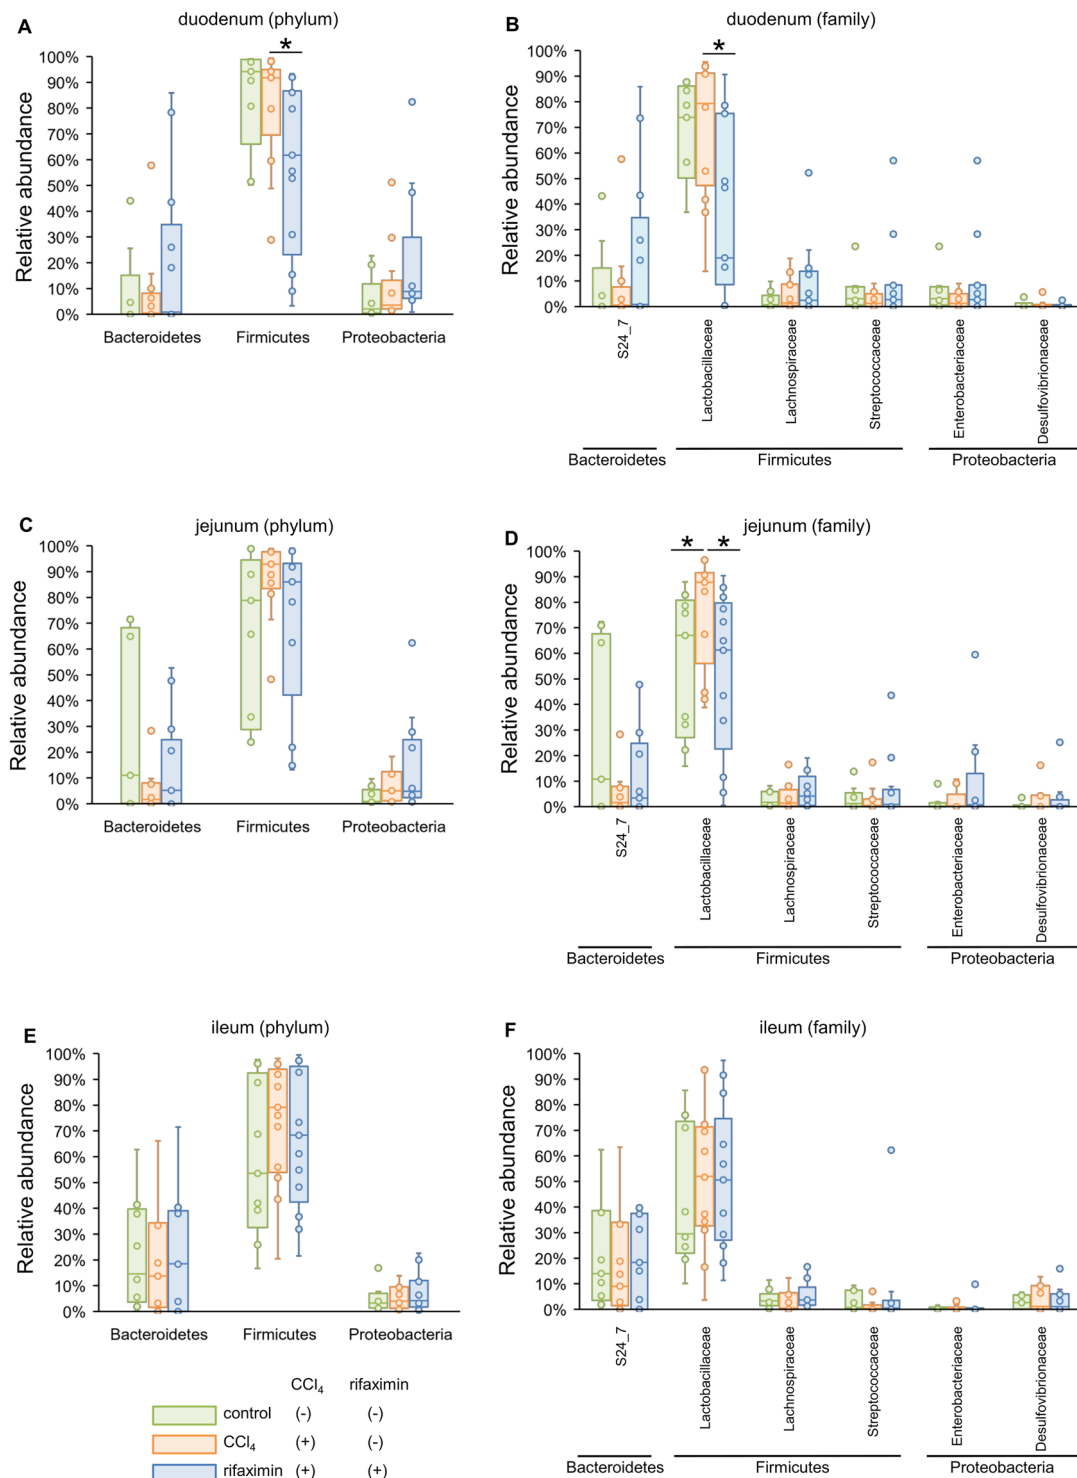 A
duodenum (phylum)
*
Relative abundance
100%
90%
80%
70%
60%
50%
40%
30%
20%
10%
0%
Bacteroidetes Firmicutes Proteobacteria
B
duodenum (family)
*
Relative abundance
100%
90%
80%
70%
60%
50%
40%
30%
20%
10%
0%
S24_7
Lactobacillaceae
Lachnospiraceae
Streptococcaceae
Enterobacteriaceae
Desulfovibrionaceae
Bacteroidetes Firmicutes Proteobacteria
C
jejunum (phylum)
Relative abundance
100%
90%
80%
70%
60%
50%
40%
30%
20%
10%
0%
Bacteroidetes Firmicutes Proteobacteria
D
jejunum (family)
* *
Relative abundance
100%
90%
80%
70%
60%
50%
40%
30%
20%
10%
0%
S24_7
Lactobacillaceae
Lachnospiraceae
Streptococcaceae
Enterobacteriaceae
Desulfovibrionaceae
Bacteroidetes Firmicutes Proteobacteria
E
ileum (phylum)
Relative abundance
100%
90%
80%
70%
60%
50%
40%
30%
20%
10%
0%
Bacteroidetes Firmicutes Proteobacteria
F
ileum (family)
Relative abundance
100%
90%
80%
70%
60%
50%
40%
30%
20%
10%
0%
S24_7
Lactobacillaceae
Lachnospiraceae
Streptococcaceae
Enterobacteriaceae
Desulfovibrionaceae
Bacteroidetes Firmicutes Proteobacteria
CCl₄ rifaximin
control (-) (-)
CCl₄ (+) (-)
rifaximin (+) (+)